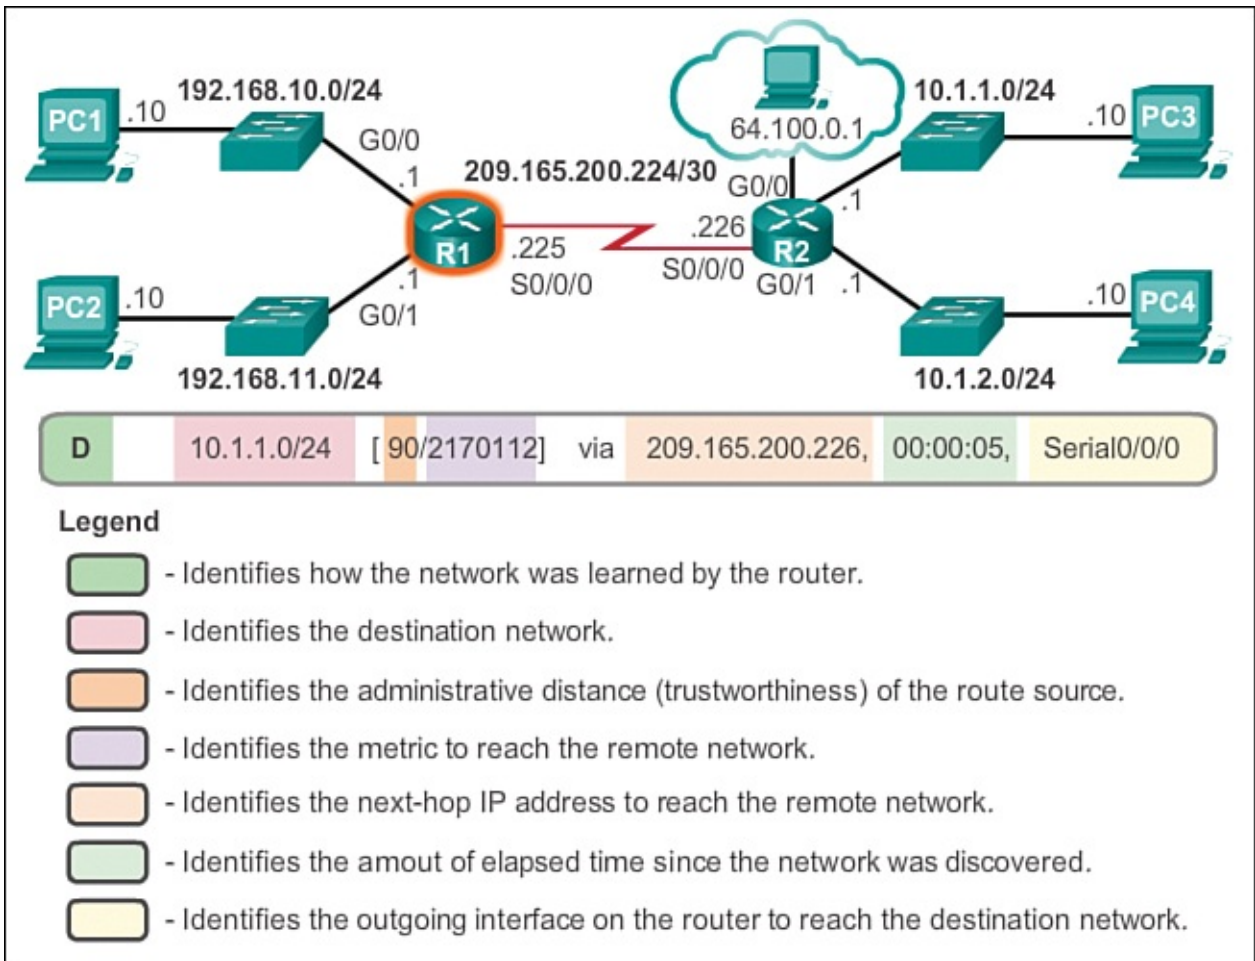 192.168.10.0/24
PC1
.10
G0/0
.1
209.165.200.224/30
64.100.0.1
G0/0
10.1.1.0/24
.10
PC3
.1
R1
.225
S0/0/0
.226
S0/0/0
R2
G0/1
.1
.1
G0/1
PC2
.10
192.168.11.0/24
.10
PC4
10.1.2.0/24
D 10.1.1.0/24 [ 90/2170112] via 209.165.200.226, 00:00:05, Serial0/0/0
Legend
- Identifies how the network was learned by the router.
- Identifies the destination network.
- Identifies the administrative distance (trustworthiness) of the route source.
- Identifies the metric to reach the remote network.
- Identifies the next-hop IP address to reach the remote network.
- Identifies the amout of elapsed time since the network was discovered.
- Identifies the outgoing interface on the router to reach the destination network.